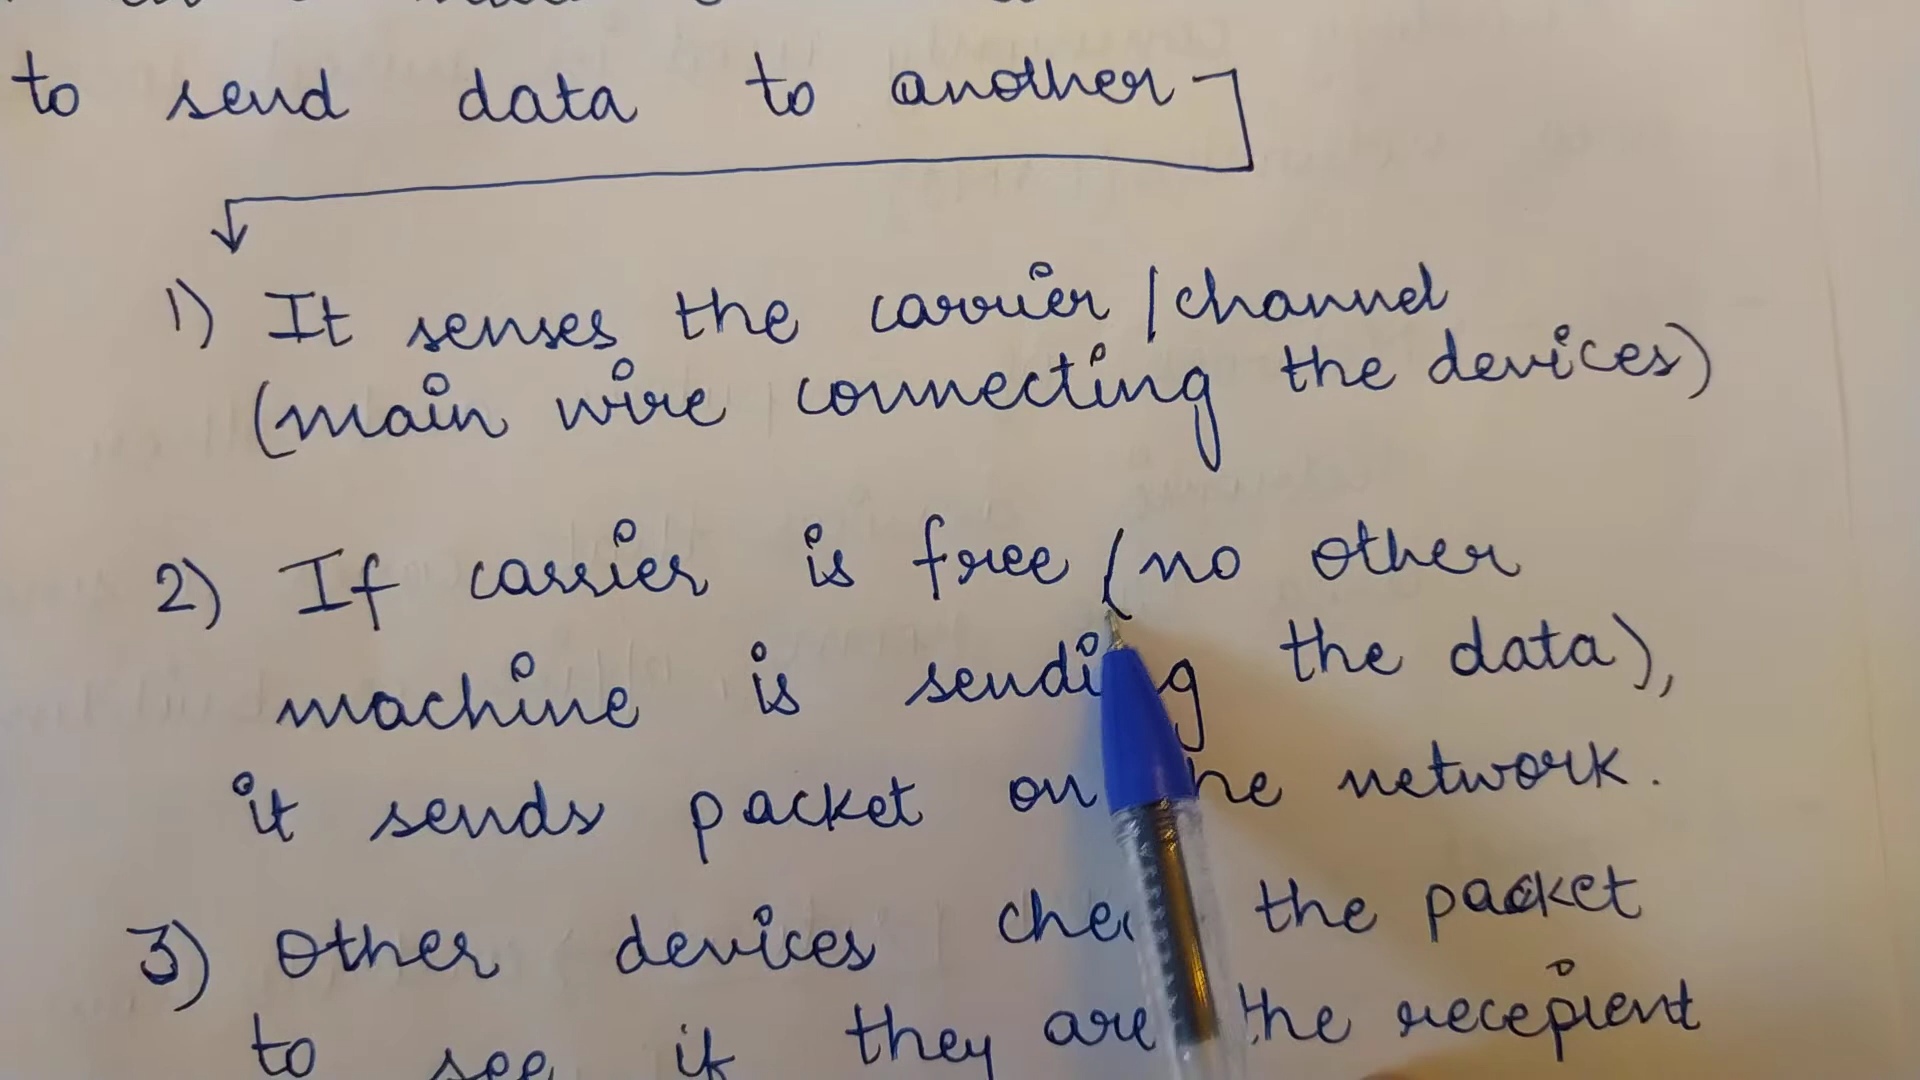 to send data to another
1) It senses the carrier / channel
(main wire connecting the devices)
2) If carrier is free (no other
machine is sending the data),
it sends packet on the network.
3) Other devices check the packet
to see if they are the recepient